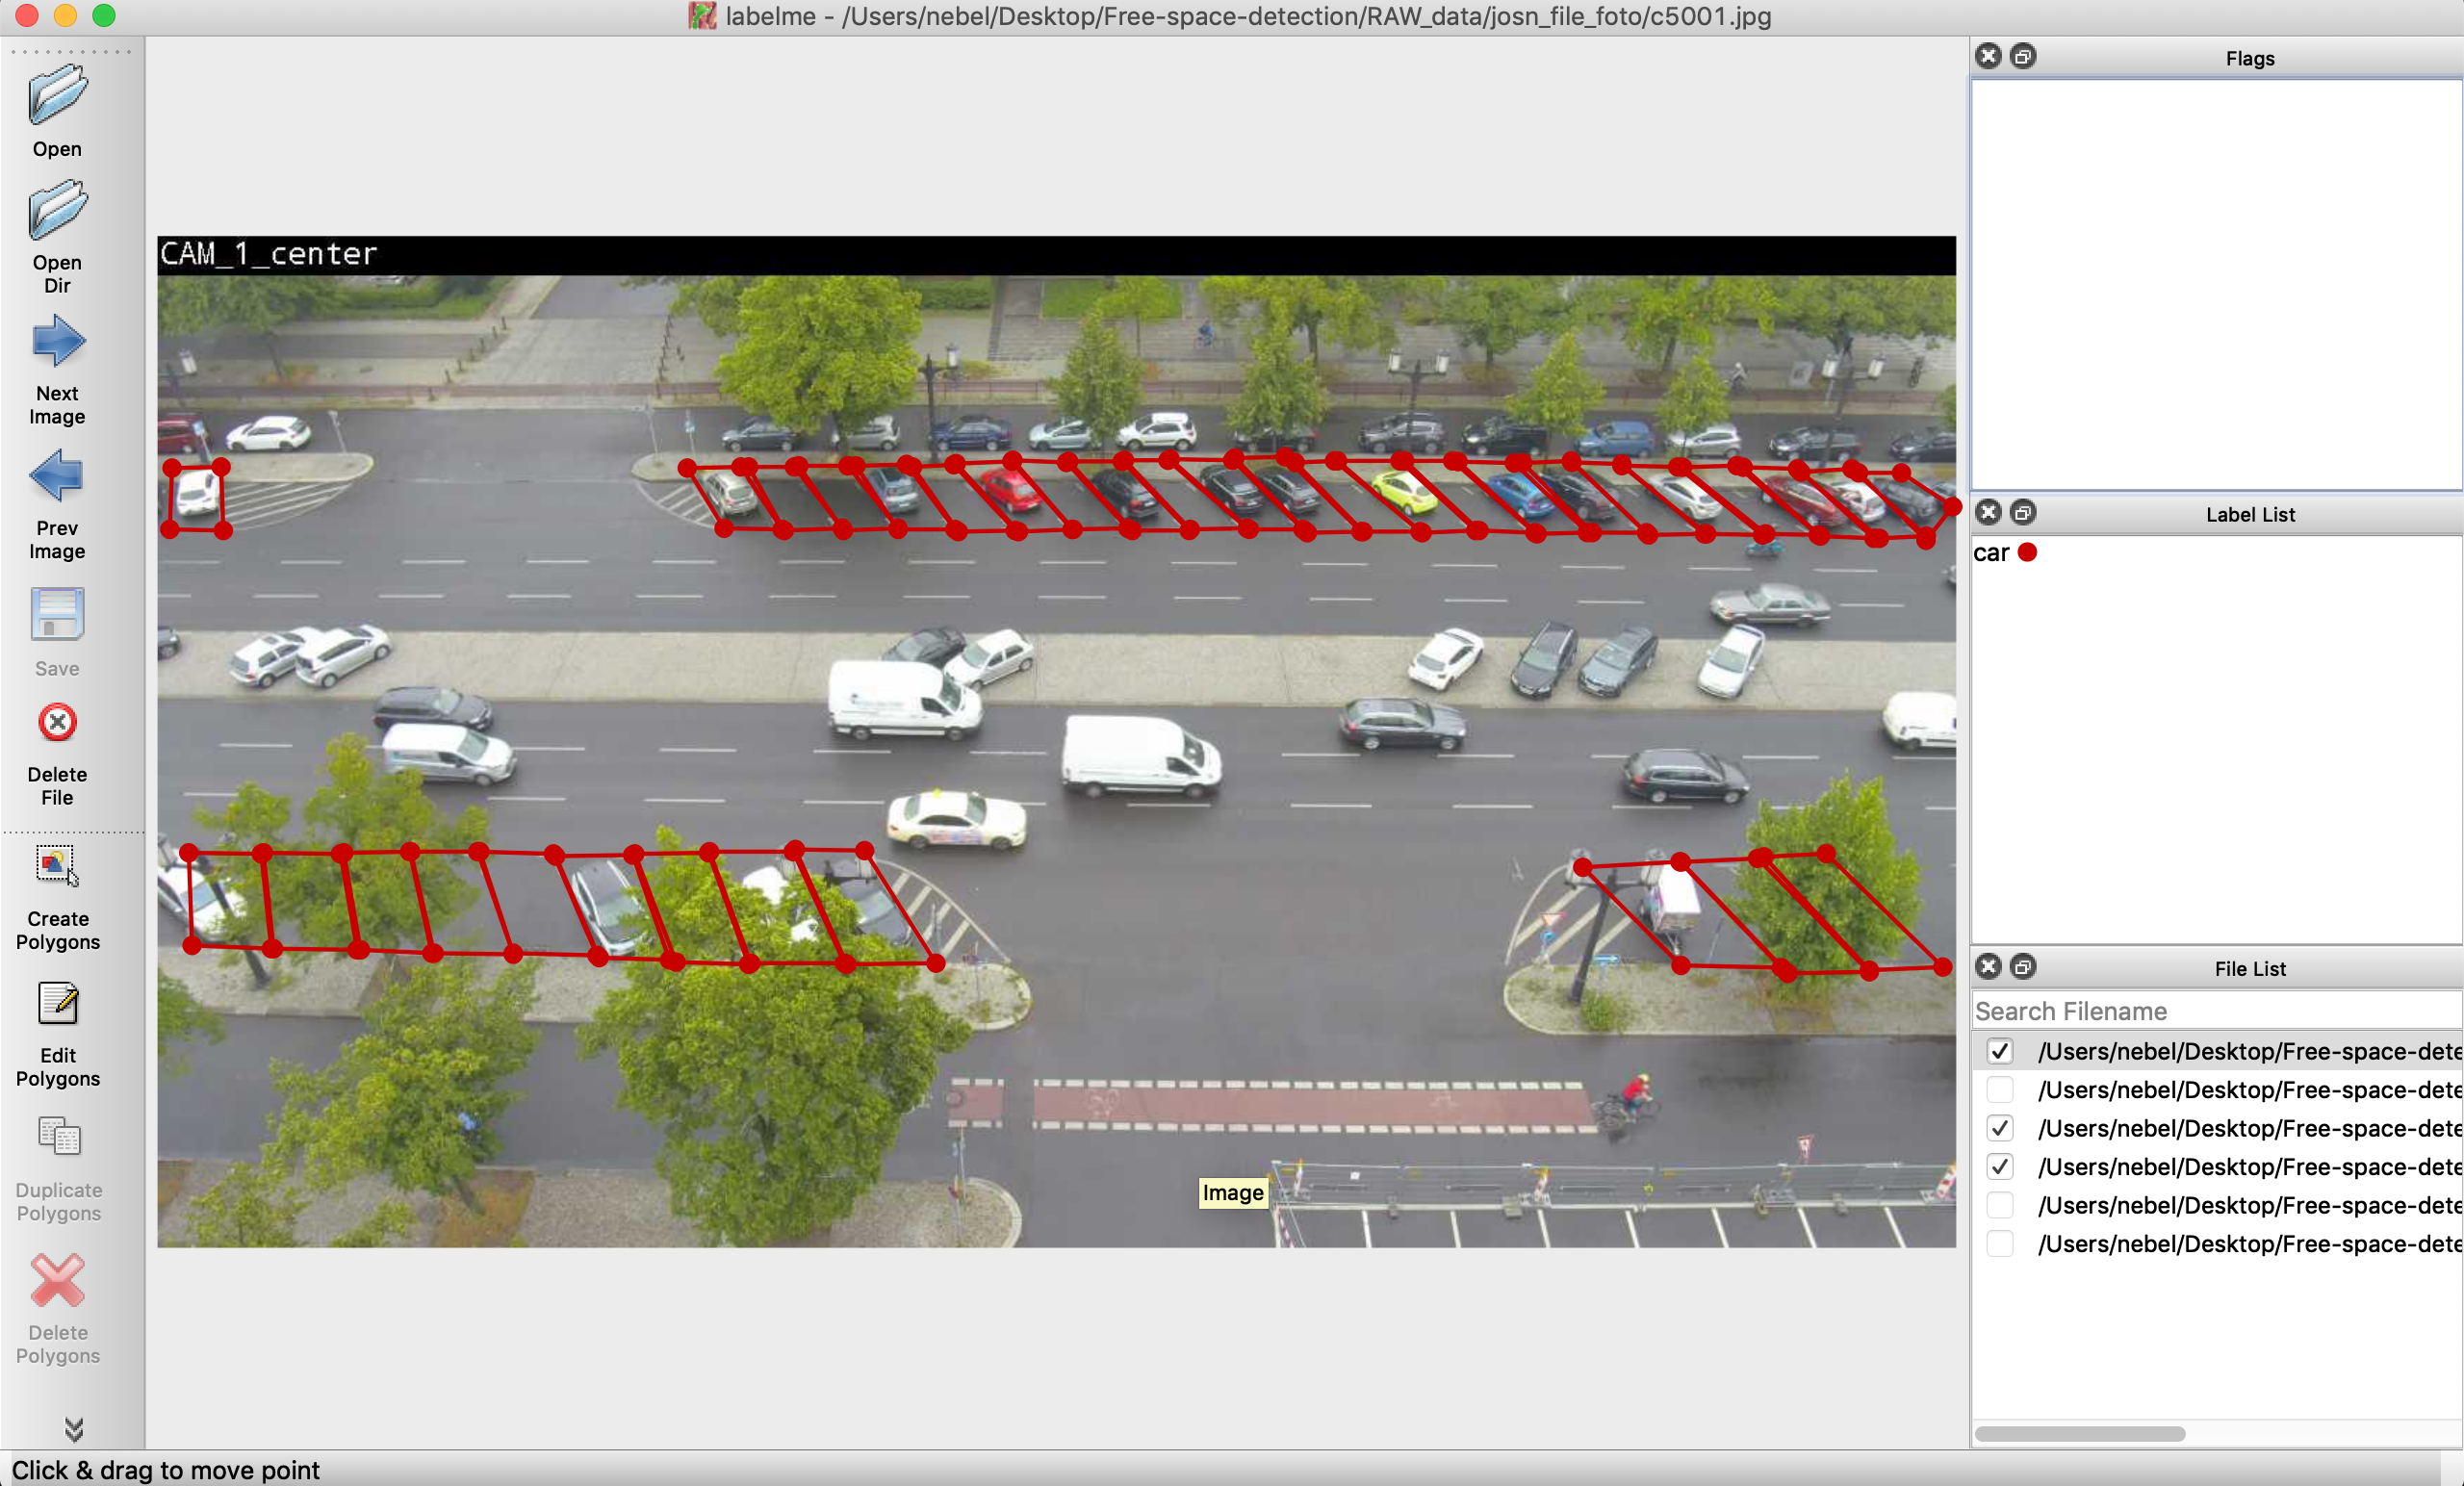 labelme - /Users/nebel/Desktop/Free-space-detection/RAW_data/josn_file_foto/c5001.jpg
Open
Open
Dir
Next
Image
Prev
Image
Save
Delete
File
Create
Polygons
Edit
Polygons
Duplicate
Polygons
Delete
Polygons
CAM_1_center
Image
Flags
Label List
car
File List
Search Filename
/Users/nebel/Desktop/Free-space-dete
/Users/nebel/Desktop/Free-space-dete
/Users/nebel/Desktop/Free-space-dete
/Users/nebel/Desktop/Free-space-dete
/Users/nebel/Desktop/Free-space-dete
/Users/nebel/Desktop/Free-space-dete
Click & drag to move point